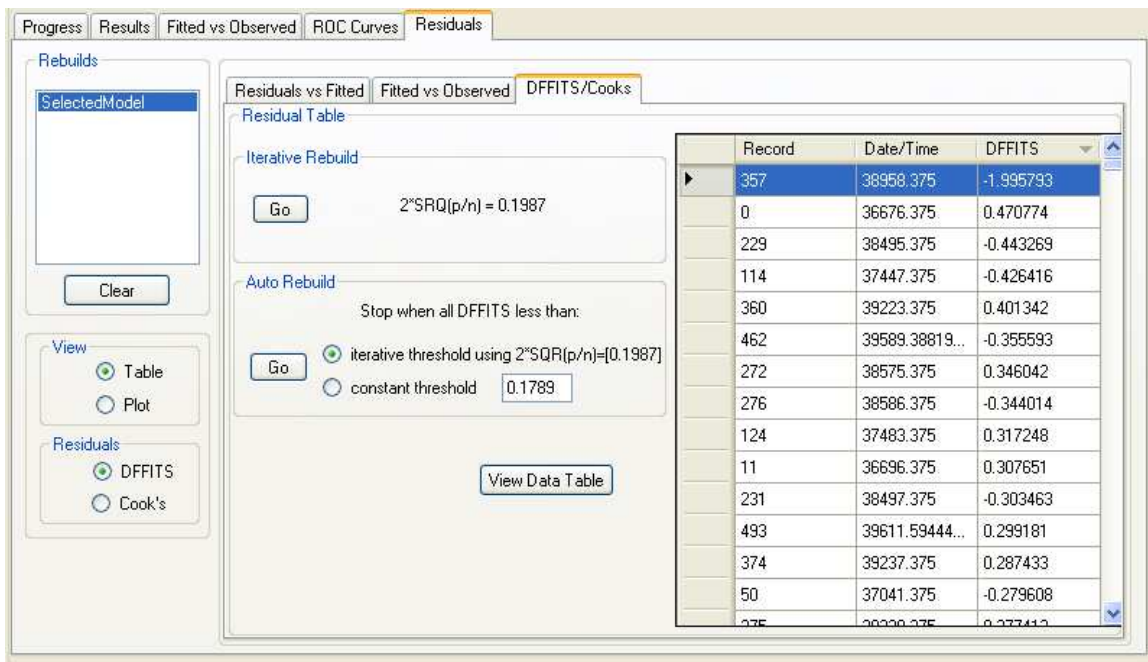 Progress Results Fitted vs Observed ROC Curves Residuals
Rebuilds
SelectedModel
Clear
View
Table
Plot
Residuals
DFFITS
Cook's
Residuals vs Fitted Fitted vs Observed DFFITS/Cooks
Residual Table
Iterative Rebuild
Go 2*SRQ(p/n) = 0.1987
Auto Rebuild
Stop when all DFFITS less than:
Go
iterative threshold using 2*SQR(p/n)=[0.1987]
constant threshold 0.1789
View Data Table
Record Date/Time DFFITS
357 38958.375 -1.995793
0 36676.375 0.470774
229 38495.375 -0.443269
114 37447.375 -0.426416
360 39223.375 0.401342
462 39589.38819... -0.355593
272 38575.375 0.346042
276 38586.375 -0.344014
124 37483.375 0.317248
11 36696.375 0.307651
231 38497.375 -0.303463
493 39611.59444... 0.299181
374 39237.375 0.287433
50 37041.375 -0.279608